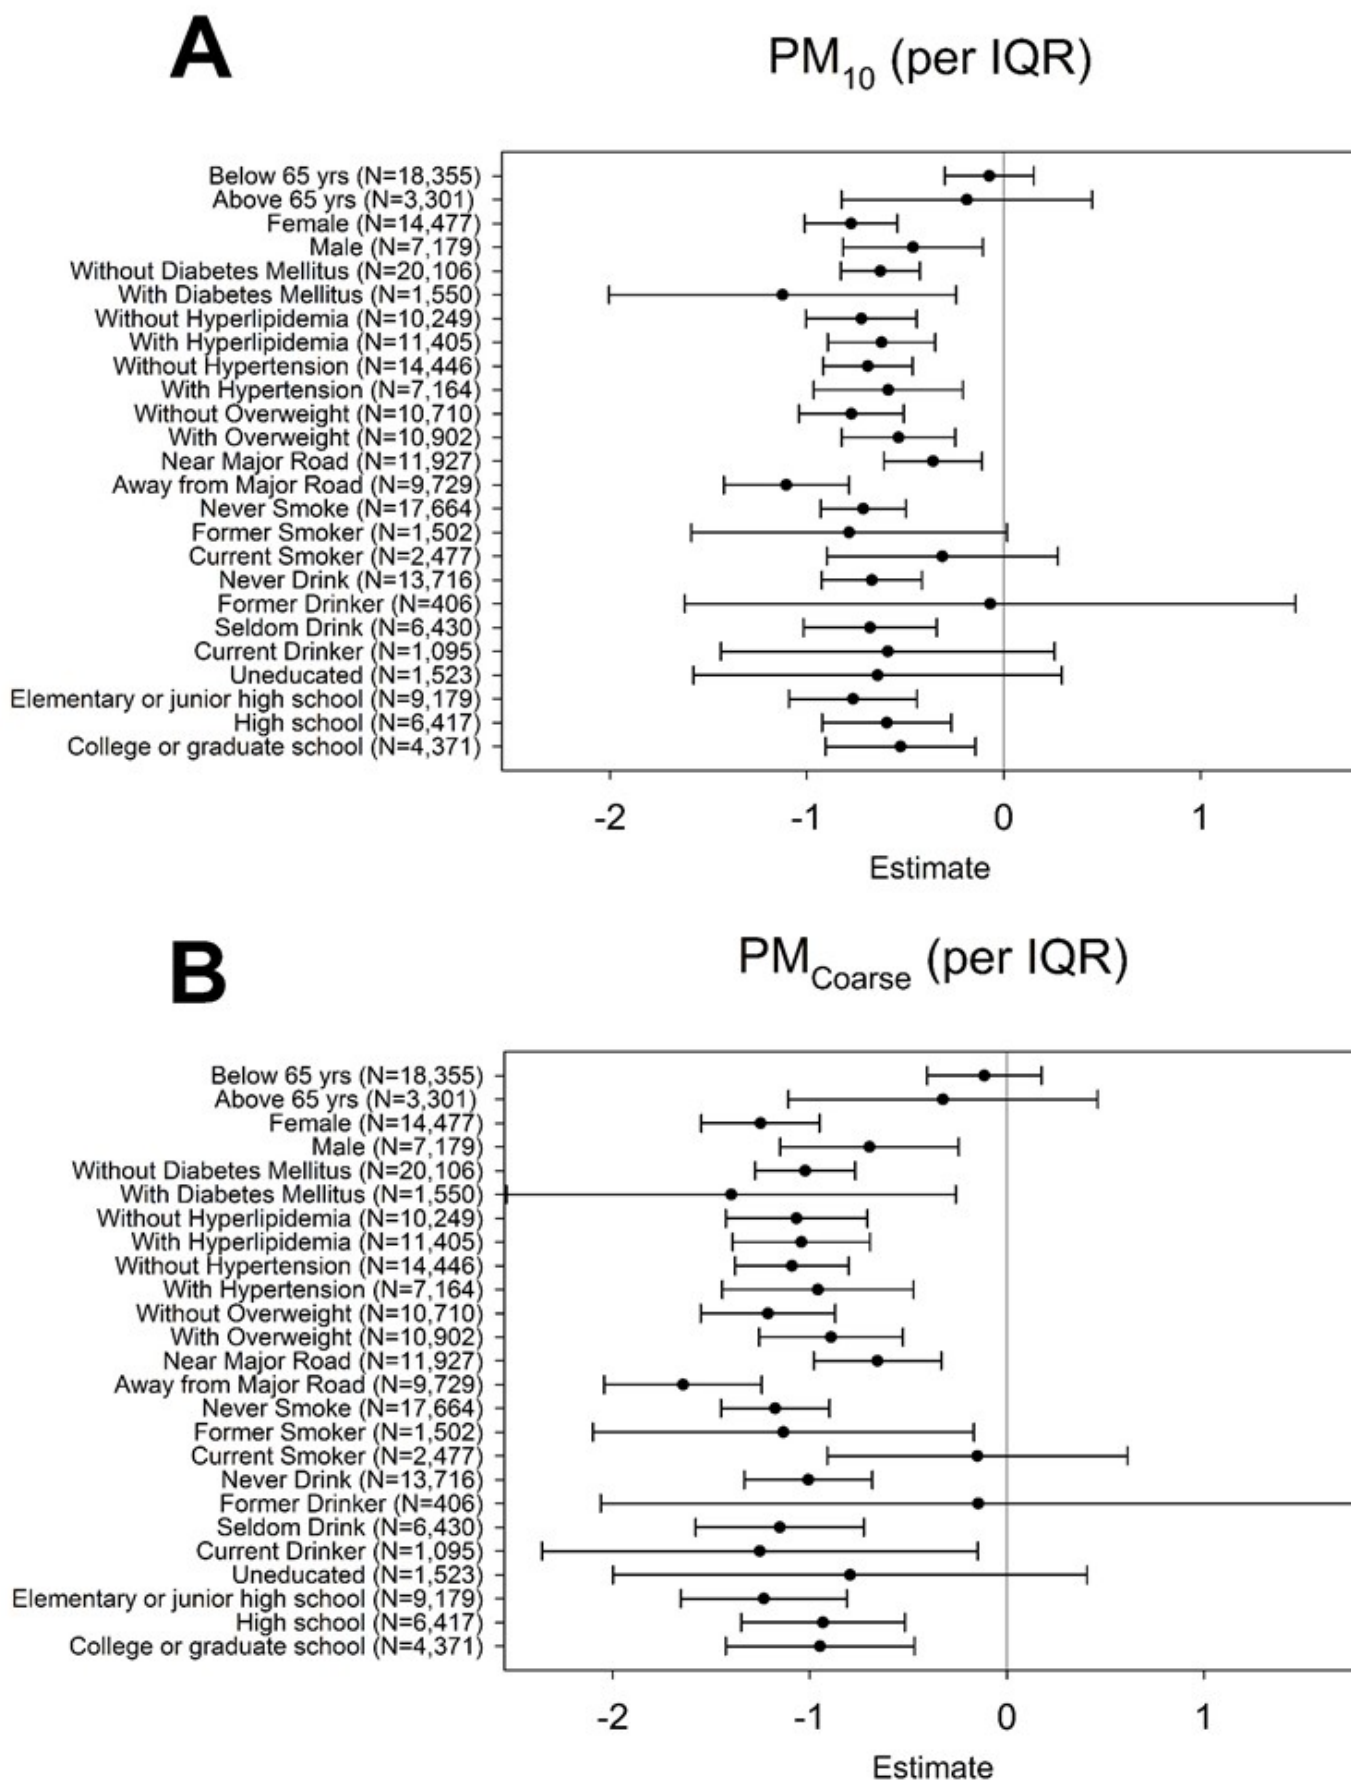 A
PM10 (per IQR)
Below 65 yrs (N=18,355)
Above 65 yrs (N=3,301)
Female (N=14,477)
Male (N=7,179)
Without Diabetes Mellitus (N=20,106)
With Diabetes Mellitus (N=1,550)
Without Hyperlipidemia (N=10,249)
With Hyperlipidemia (N=11,405)
Without Hypertension (N=14,446)
With Hypertension (N=7,164)
Without Overweight (N=10,710)
With Overweight (N=10,902)
Near Major Road (N=11,927)
Away from Major Road (N=9,729)
Never Smoke (N=17,664)
Former Smoker (N=1,502)
Current Smoker (N=2,477)
Never Drink (N=13,716)
Former Drinker (N=406)
Seldom Drink (N=6,430)
Current Drinker (N=1,095)
Uneducated (N=1,523)
Elementary or junior high school (N=9,179)
High school (N=6,417)
College or graduate school (N=4,371)
-2 -1 0 1
Estimate
B
PMCoarse (per IQR)
Below 65 yrs (N=18,355)
Above 65 yrs (N=3,301)
Female (N=14,477)
Male (N=7,179)
Without Diabetes Mellitus (N=20,106)
With Diabetes Mellitus (N=1,550)
Without Hyperlipidemia (N=10,249)
With Hyperlipidemia (N=11,405)
Without Hypertension (N=14,446)
With Hypertension (N=7,164)
Without Overweight (N=10,710)
With Overweight (N=10,902)
Near Major Road (N=11,927)
Away from Major Road (N=9,729)
Never Smoke (N=17,664)
Former Smoker (N=1,502)
Current Smoker (N=2,477)
Never Drink (N=13,716)
Former Drinker (N=406)
Seldom Drink (N=6,430)
Current Drinker (N=1,095)
Uneducated (N=1,523)
Elementary or junior high school (N=9,179)
High school (N=6,417)
College or graduate school (N=4,371)
-2 -1 0 1
Estimate